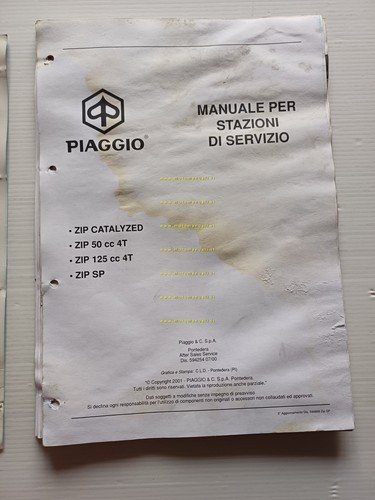 PIAGGIO®
MANUALE PER
STAZIONI
DI SERVIZIO
• ZIP CATALYZED
• ZIP 50 cc 4T
• ZIP 125 cc 4T
• ZIP SP
Piaggio & C. S.p.A.
Pontedera
After Sales Service
Dis. 594254 07/00
Grafica e Stampa: C.L.D. - Pontedera (PI)
"© Copyright 2001 - PIAGGIO & C. S.p.A. Pontedera.
Tutti i diritti sono riservati. Vietata la riproduzione anche parziale."
Dati soggetti a modifiche senza impegno di preavviso
Si declina ogni responsabilità per l'utilizzo di componenti non originali o accessori non collaudati ed approvati.